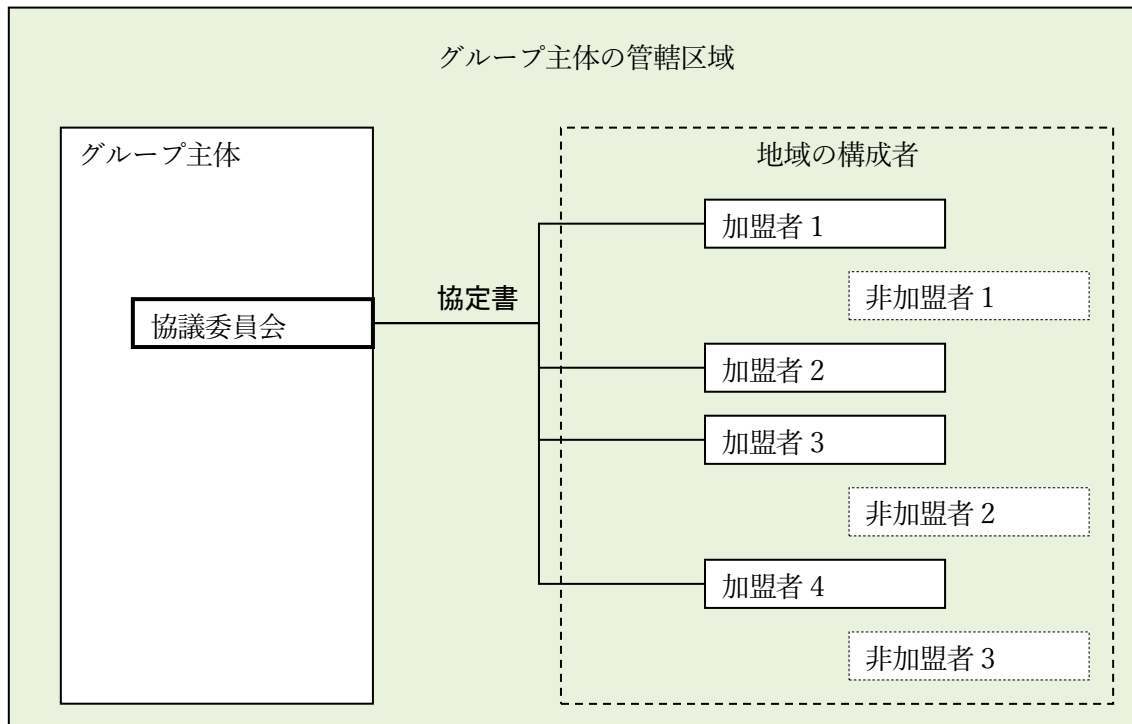 グループ主体の管轄区域
グループ主体
地域の構成者
加盟者 1
非加盟者 1
協定書
協議委員会
加盟者 2
加盟者 3
非加盟者 2
加盟者 4
非加盟者 3